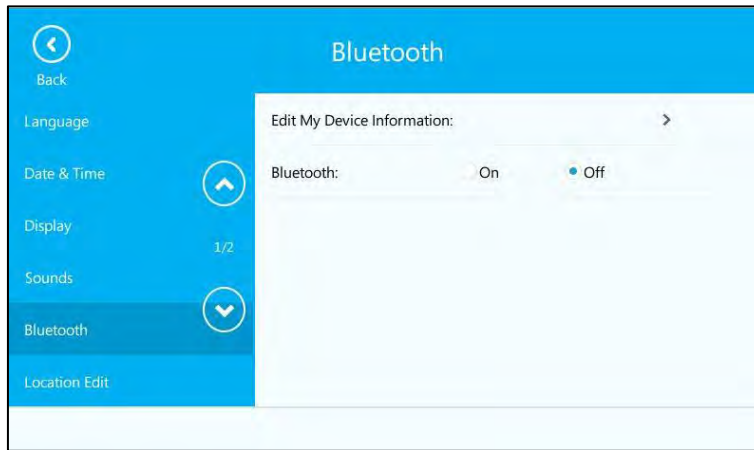 Bluetooth
Back
Language
Date & Time
Display
1/2
Sounds
Bluetooth
Location Edit
Edit My Device Information:
Bluetooth: On Off